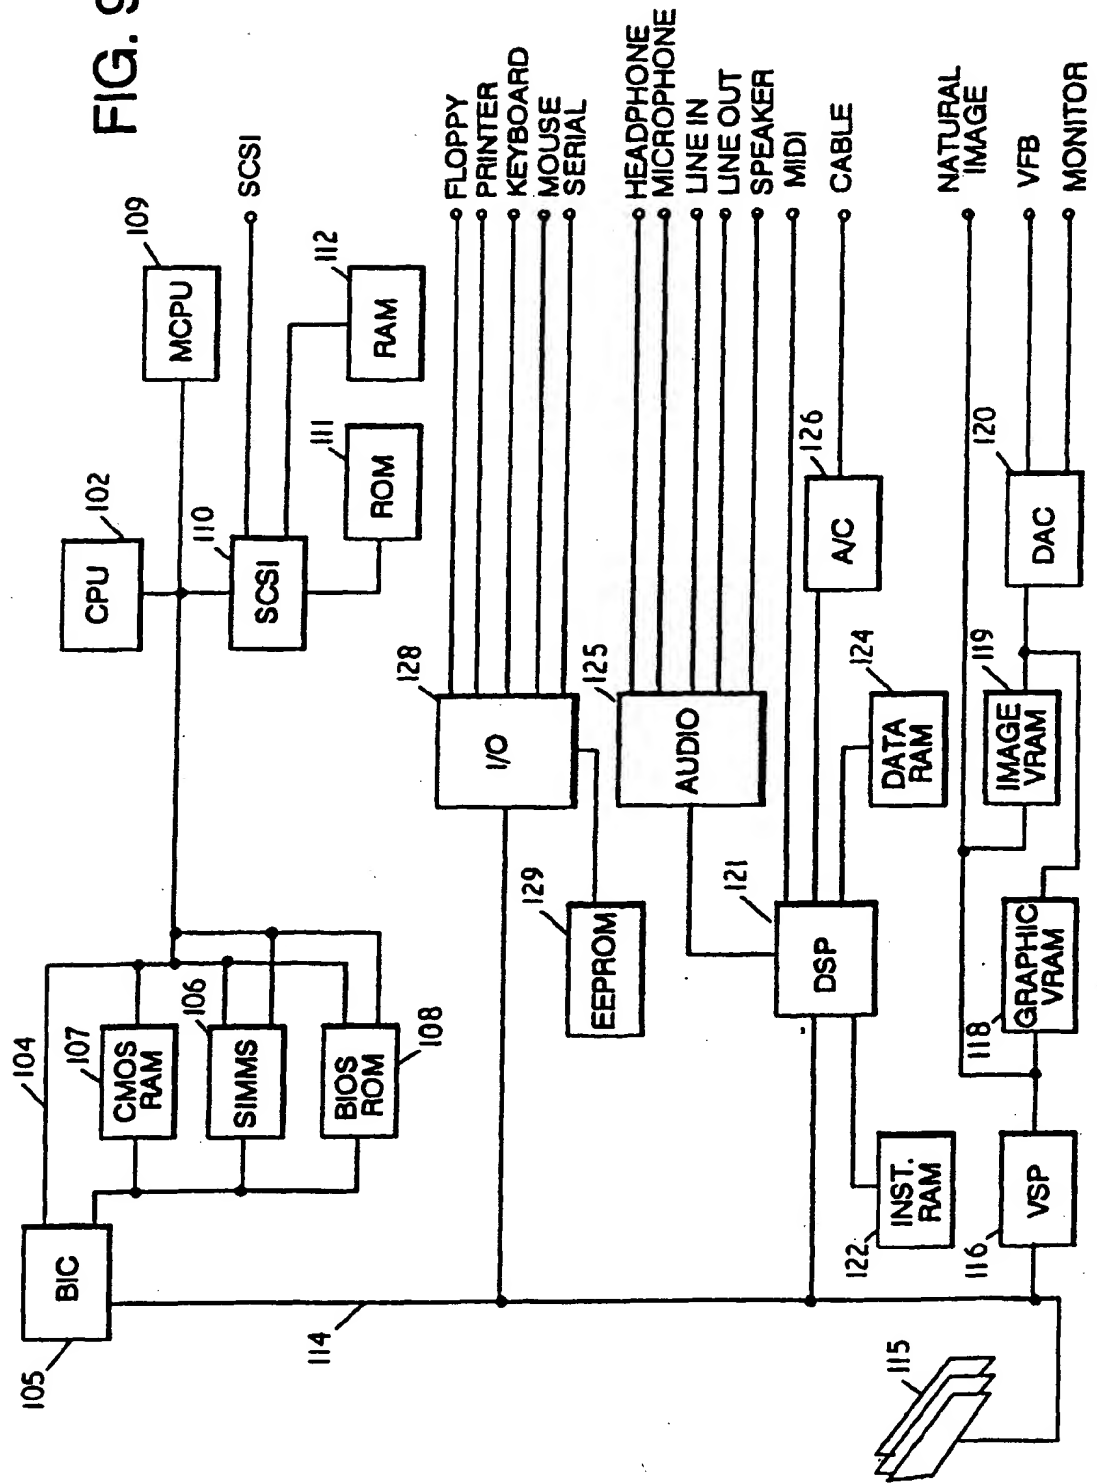 FIG. 9
CPU
102
MCPU
109
SCSI
110
SCSI
ROM
111
RAM
112
BIC
105
104
CMOS
RAM
107
SIMMS
106
BIOS
ROM
108
114
I/O
128
FLOPPY
PRINTER
KEYBOARD
MOUSE
SERIAL
EEPROM
129
AUDIO
125
HEADPHONE
MICROPHONE
LINE IN
LINE OUT
SPEAKER
MIDI
DSP
121
A/C
126
CABLE
DATA
RAM
124
INST.
RAM
122
115
VSP
116
GRAPHIC
VRAM
118
IMAGE
VRAM
119
DAC
120
NATURAL
IMAGE
VFB
MONITOR